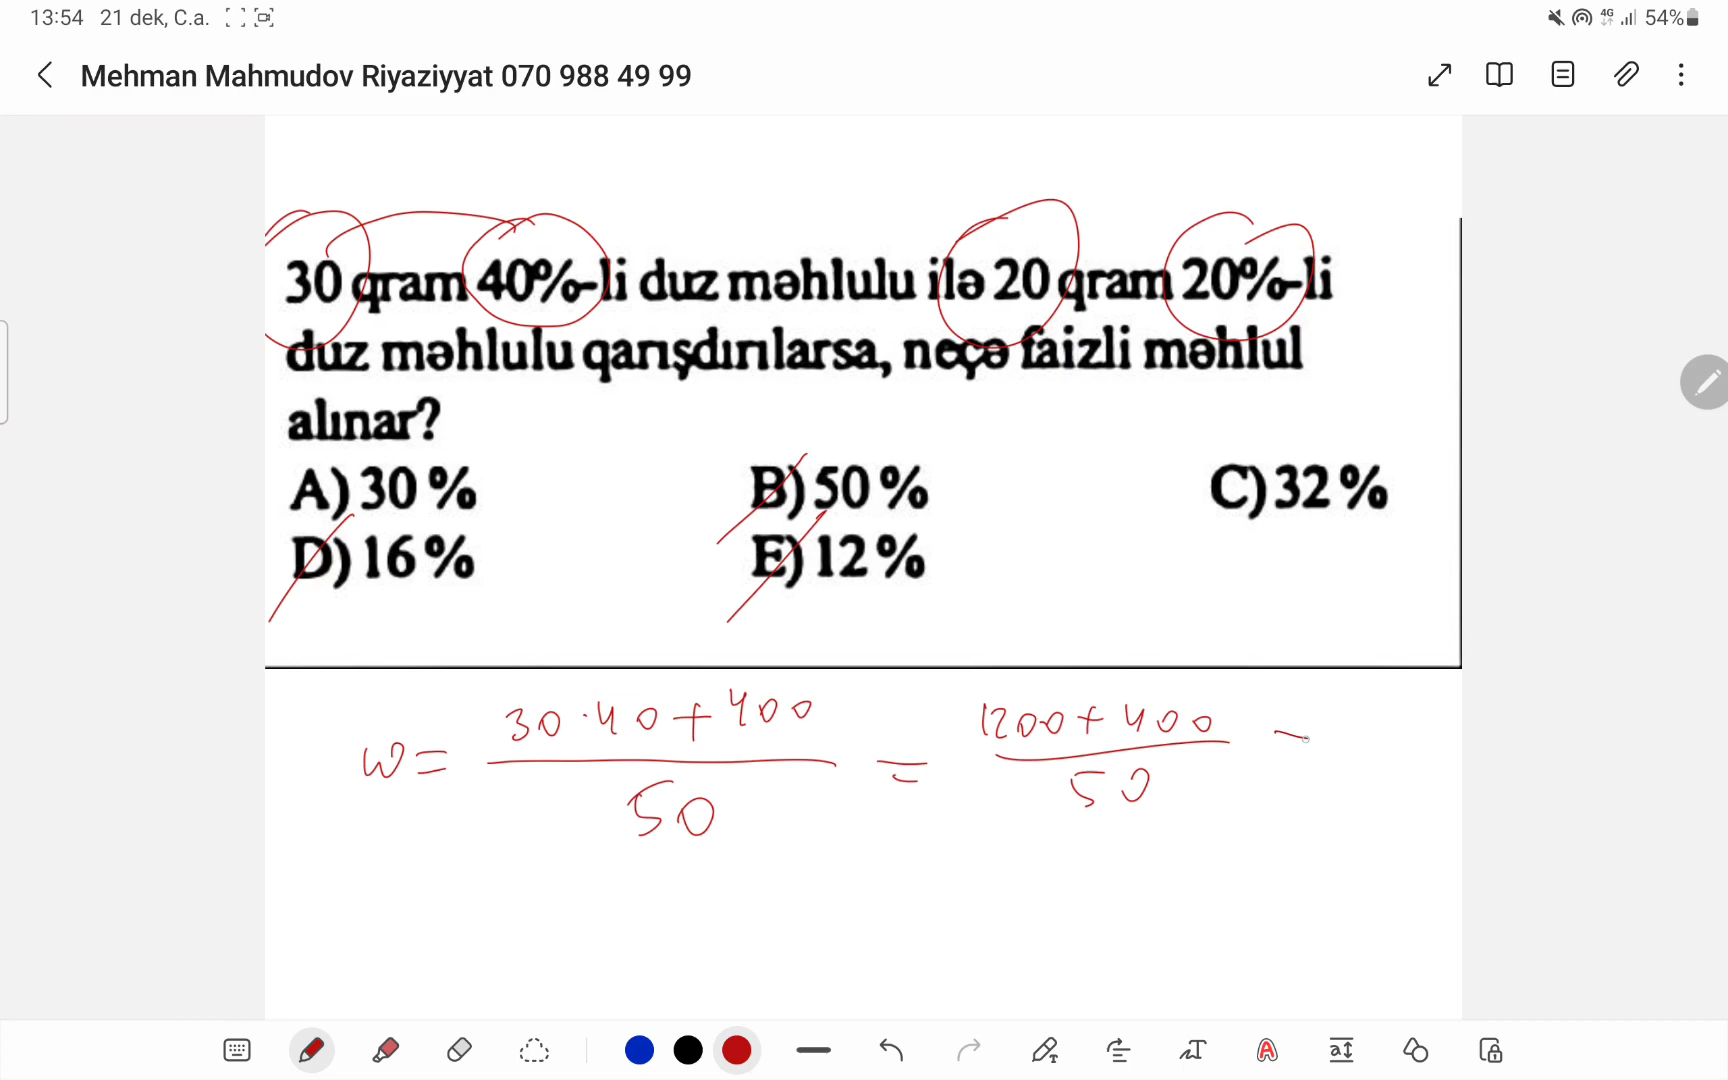 13:54 21 dek, C.a. 4G 54%
Mehman Mahmudov Riyaziyyat 070 988 49 99
30 qram 40%-li duz məhlulu ilə 20 qram 20%-li
duz məhlulu qarışdırılarsa, neçə faizli məhlul
alınar?
A) 30 % B) 50 % C) 32 %
D) 16 % E) 12 %
w = (30·40+400)/50 = (1200+400)/50